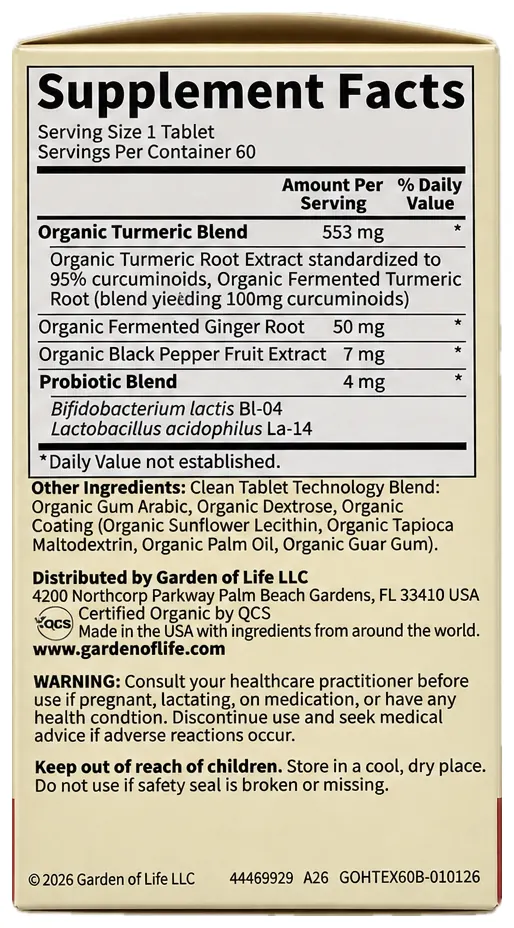 Supplement Facts
Serving Size 1 Tablet
Servings Per Container 60
Amount Per Serving % Daily Value
Organic Turmeric Blend 553 mg *
Organic Turmeric Root Extract standardized to
95% curcuminoids, Organic Fermented Turmeric
Root (blend yieeding 100mg curcuminoids)
Organic Fermented Ginger Root 50 mg *
Organic Black Pepper Fruit Extract 7 mg *
Probiotic Blend 4 mg *
Bifidobacterium lactis Bl-04
Lactobacillus acidophilus La-14
*Daily Value not established.
Other Ingredients: Clean Tablet Technology Blend:
Organic Gum Arabic, Organic Dextrose, Organic
Coating (Organic Sunflower Lecithin, Organic Tapioca
Maltodextrin, Organic Palm Oil, Organic Guar Gum).
Distributed by Garden of Life LLC
4200 Northcorp Parkway Palm Beach Gardens, FL 33410 USA
QCS
Certified Organic by QCS
Made in the USA with ingredients from around the world.
www.gardenoflife.com
WARNING: Consult your healthcare practitioner before
use if pregnant, lactating, on medication, or have any
health condtion. Discontinue use and seek medical
advice if adverse reactions occur.
Keep out of reach of children. Store in a cool, dry place.
Do not use if safety seal is broken or missing.
© 2026 Garden of Life LLC 44469929 A26 GOHTEX60B-010126